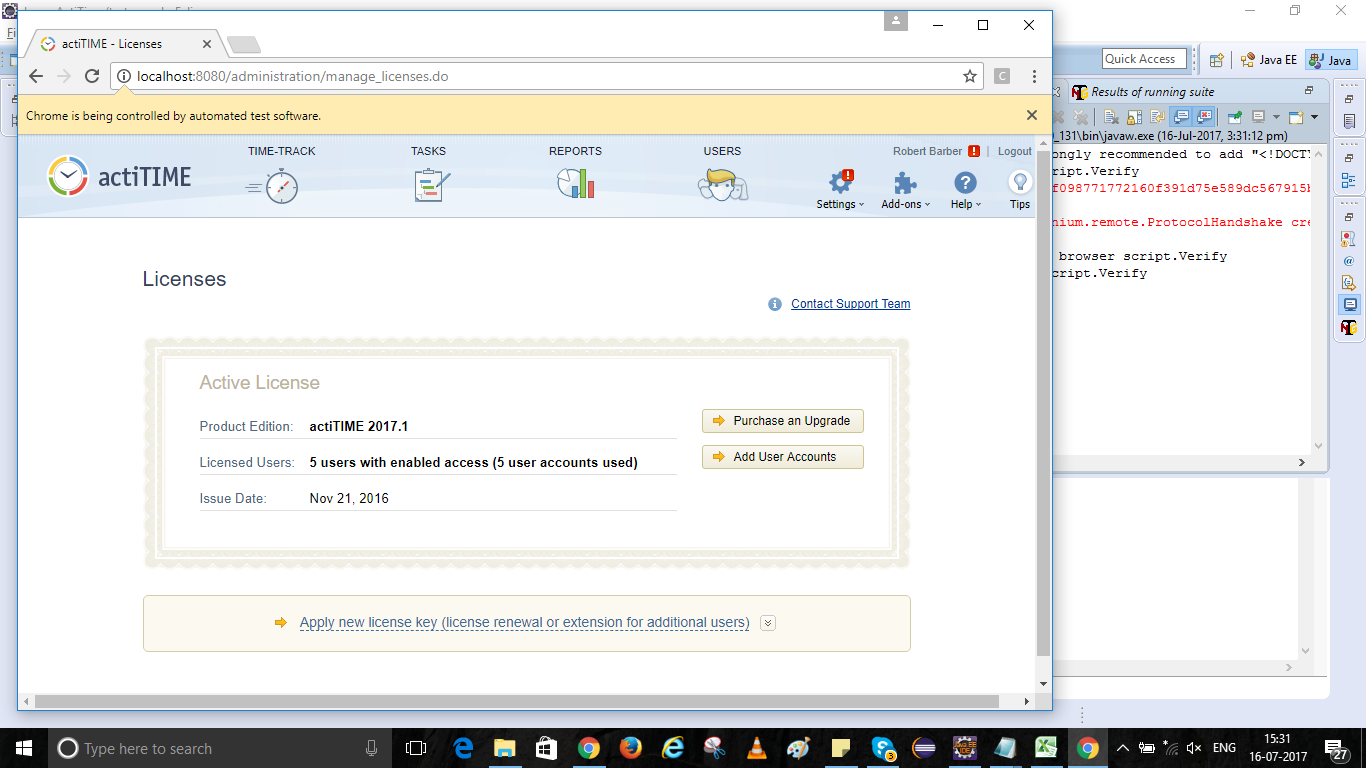 actiTIME - Licenses
localhost:8080/administration/manage_licenses.do
C
Chrome is being controlled by automated test software.
actiTIME
TIME-TRACK
TASKS
REPORTS
USERS
Robert Barber ! | Logout
Settings
Add-ons
Help
Tips
Licenses
Contact Support Team
Active License
Product Edition: actiTIME 2017.1
Licensed Users: 5 users with enabled access (5 user accounts used)
Issue Date: Nov 21, 2016
Purchase an Upgrade
Add User Accounts
Apply new license key (license renewal or extension for additional users)
Quick Access
Java EE
Java
Results of running suite
_131\bin\javaw.exe (16-Jul-2017, 3:31:12 pm)
ongly recommended to add "<!DOCTY
ript.Verify
f098771772160f391d75e589dc567915
nium.remote.ProtocolHandshake cre
browser script.Verify
cript.Verify
Type here to search
3
ENG
15:31
16-07-2017
27